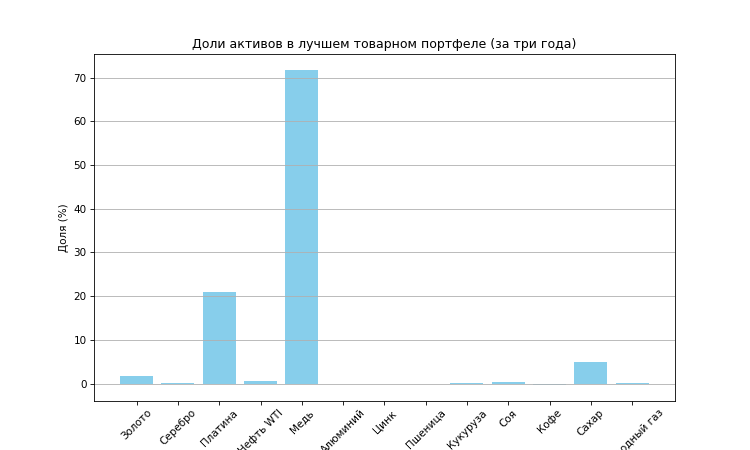 Доли активов в лучшем товарном портфеле (за три года)
Доля (%)
70
60
50
40
30
20
10
0
Золото
Серебро
Платина
Нефть WTI
Медь
Алюминий
Цинк
Пшеница
Кукуруза
Соя
Кофе
Сахар
одный газ